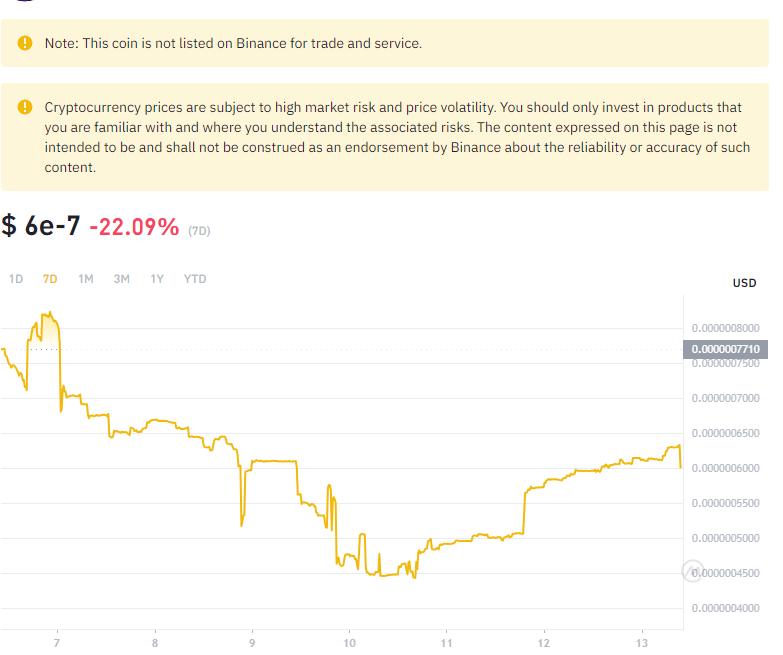 Note: This coin is not listed on Binance for trade and service.
Cryptocurrency prices are subject to high market risk and price volatility. You should only invest in products that
you are familiar with and where you understand the associated risks. The content expressed on this page is not
intended to be and shall not be construed as an endorsement by Binance about the reliability or accuracy of such
content.
$ 6e-7 -22.09% (7D)
1D 7D 1M 3M 1Y YTD
USD
0.0000008000
0.0000007710
0.0000007500
0.0000007000
0.0000006500
0.0000006000
0.0000005500
0.0000005000
0.0000004500
0.0000004000
7 8 9 10 11 12 13